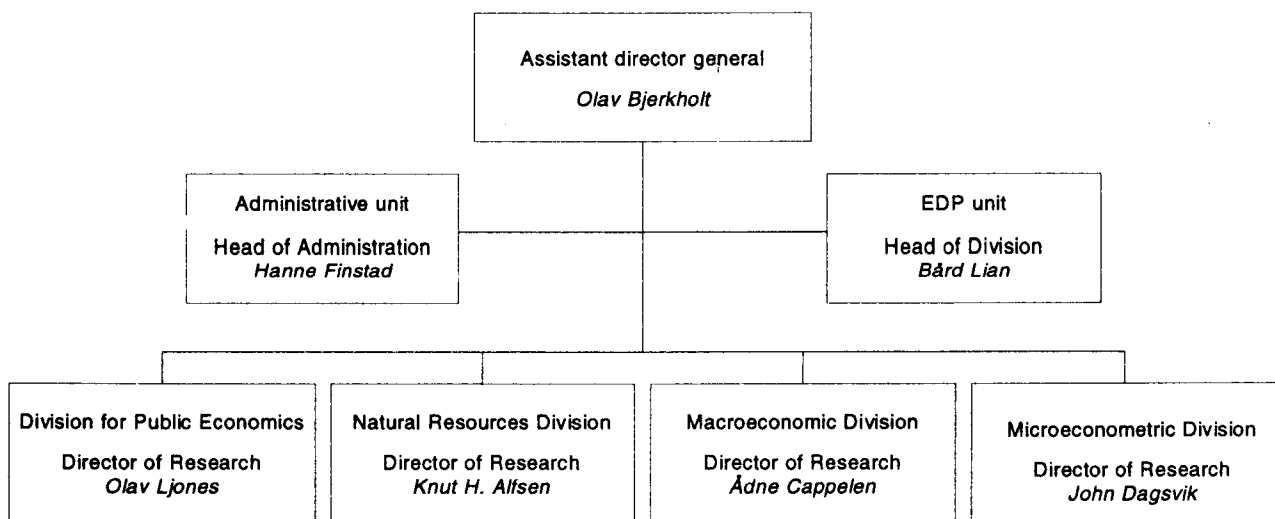 Assistant director general
Olav Bjerkholt
Administrative unit
Head of Administration
Hanne Finstad
EDP unit
Head of Division
Bård Lian
Division for Public Economics
Director of Research
Olav Ljones
Natural Resources Division
Director of Research
Knut H. Alfsen
Macroeconomic Division
Director of Research
Ådne Cappelen
Microeconometric Division
Director of Research
John Dagsvik